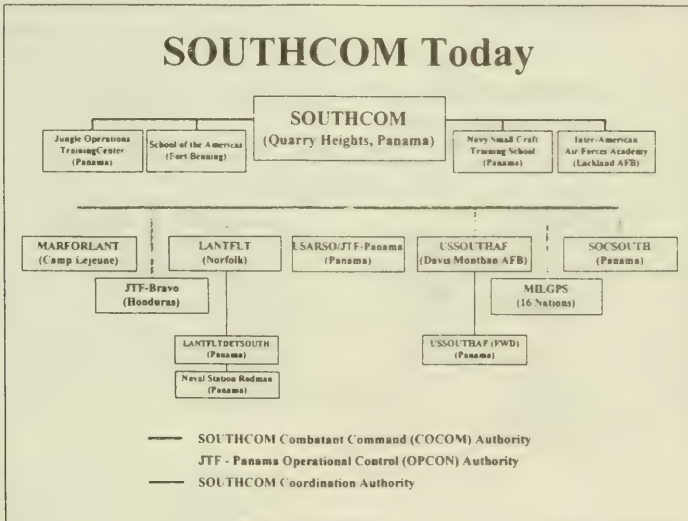 SOUTHCOM Today
SOUTHCOM
(Quarry Heights, Panama)
Jungle Operations
TrainingCenter
(Panama)
School of the Americas
(Fort Benning)
Navy Small Craft
Training School
(Panama)
Inter-American
Air Forces Academy
(Lackland AFB)
MARFORLANT
(Camp Lejeune)
LANTFLT
(Norfolk)
USARSO/JTF-Panama
(Panama)
USSOUTHAF
(Davis Monthan AFB)
SOCSOUTH
(Panama)
JTF-Bravo
(Honduras)
MILGPS
(16 Nations)
LANTFLTDETSOUTH
(Panama)
USSOUTHAF (FWD)
(Panama)
Naval Station Rodman
(Panama)
SOUTHCOM Combatant Command (COCOM) Authority
JTF - Panama Operational Control (OPCON) Authority
SOUTHCOM Coordination Authority